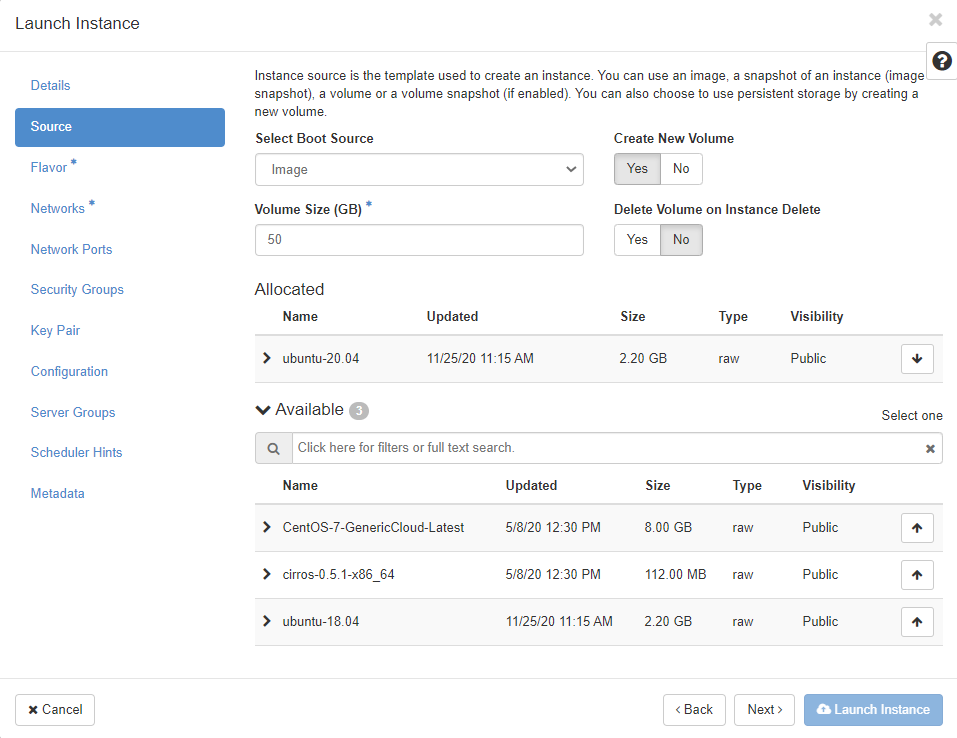 Launch Instance
Details
Source
Flavor *
Networks *
Network Ports
Security Groups
Key Pair
Configuration
Server Groups
Scheduler Hints
Metadata
Instance source is the template used to create an instance. You can use an image, a snapshot of an instance (image
snapshot), a volume or a volume snapshot (if enabled). You can also choose to use persistent storage by creating a
new volume.
Select Boot Source Create New Volume
Image Yes No
Volume Size (GB) * Delete Volume on Instance Delete
50 Yes No
Allocated
Name Updated Size Type Visibility
ubuntu-20.04 11/25/20 11:15 AM 2.20 GB raw Public
Available 3
Select one
Click here for filters or full text search.
Name Updated Size Type Visibility
CentOS-7-GenericCloud-Latest 5/8/20 12:30 PM 8.00 GB raw Public
cirros-0.5.1-x86_64 5/8/20 12:30 PM 112.00 MB raw Public
ubuntu-18.04 11/25/20 11:15 AM 2.20 GB raw Public
Cancel < Back Next > Launch Instance